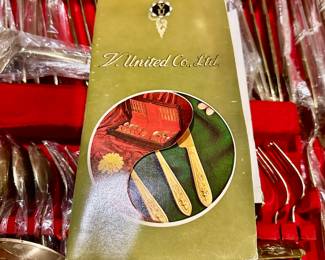 V. United Co., Ltd.